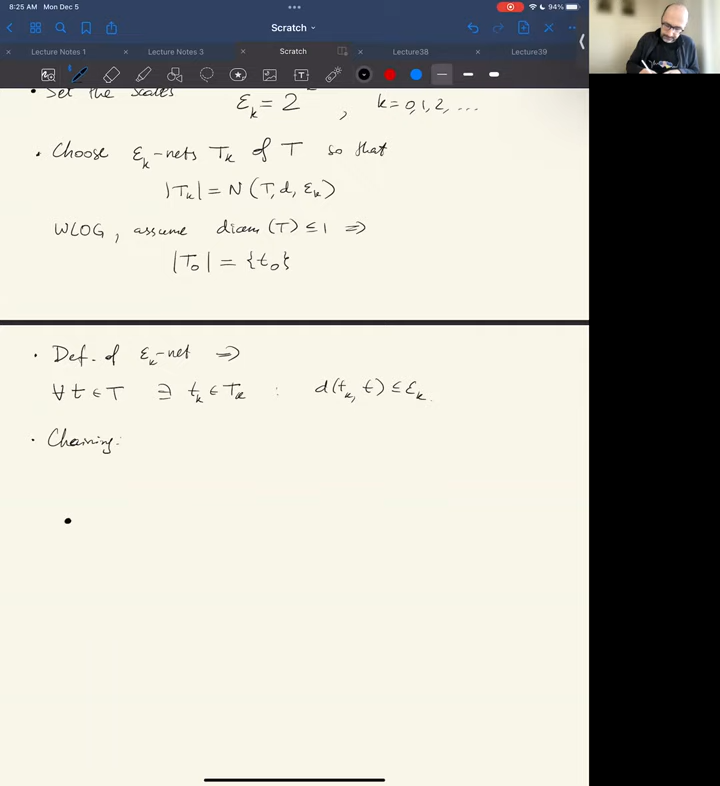 8:25 AM Mon Dec 5
94%
Scratch
Lecture Notes 1
Lecture Notes 3
Scratch
Lecture38
Lecture39
• Set the scales ε_k = 2 , k = 0, 1, 2, ...
• Choose ε_k-nets T_k of T so that
|T_k| = N(T, d, ε_k)
WLOG, assume diam(T) ≤ 1 ⇒
|T_0| = {t_0}
• Def. of ε_k-net ⇒
∀ t ∈ T ∃ t_k ∈ T_k : d(t_k, t) ≤ ε_k.
• Chaining: